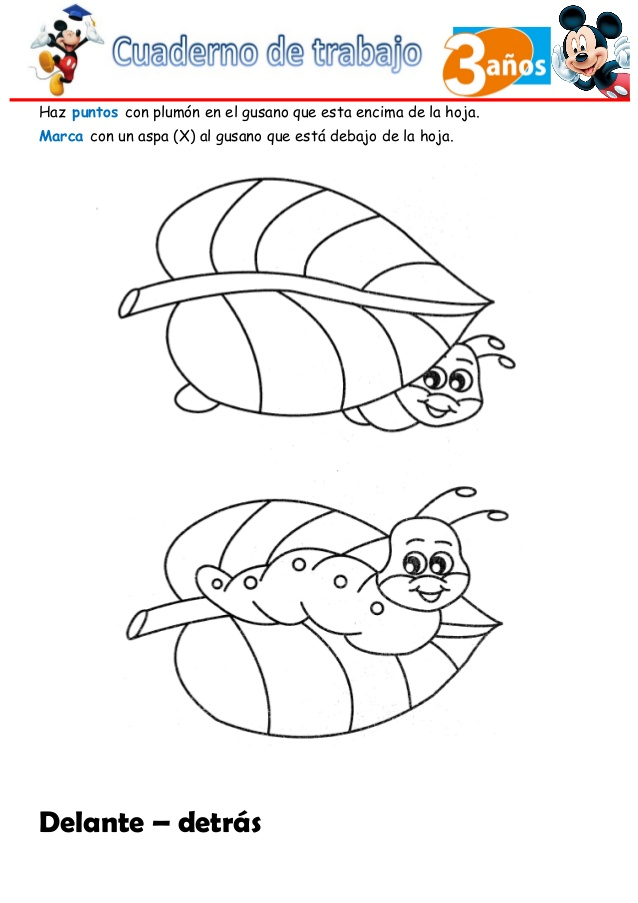 Cuaderno de trabajo
3 años
Haz puntos con plumón en el gusano que esta encima de la hoja.
Marca con un aspa (X) al gusano que está debajo de la hoja.
Delante – detrás